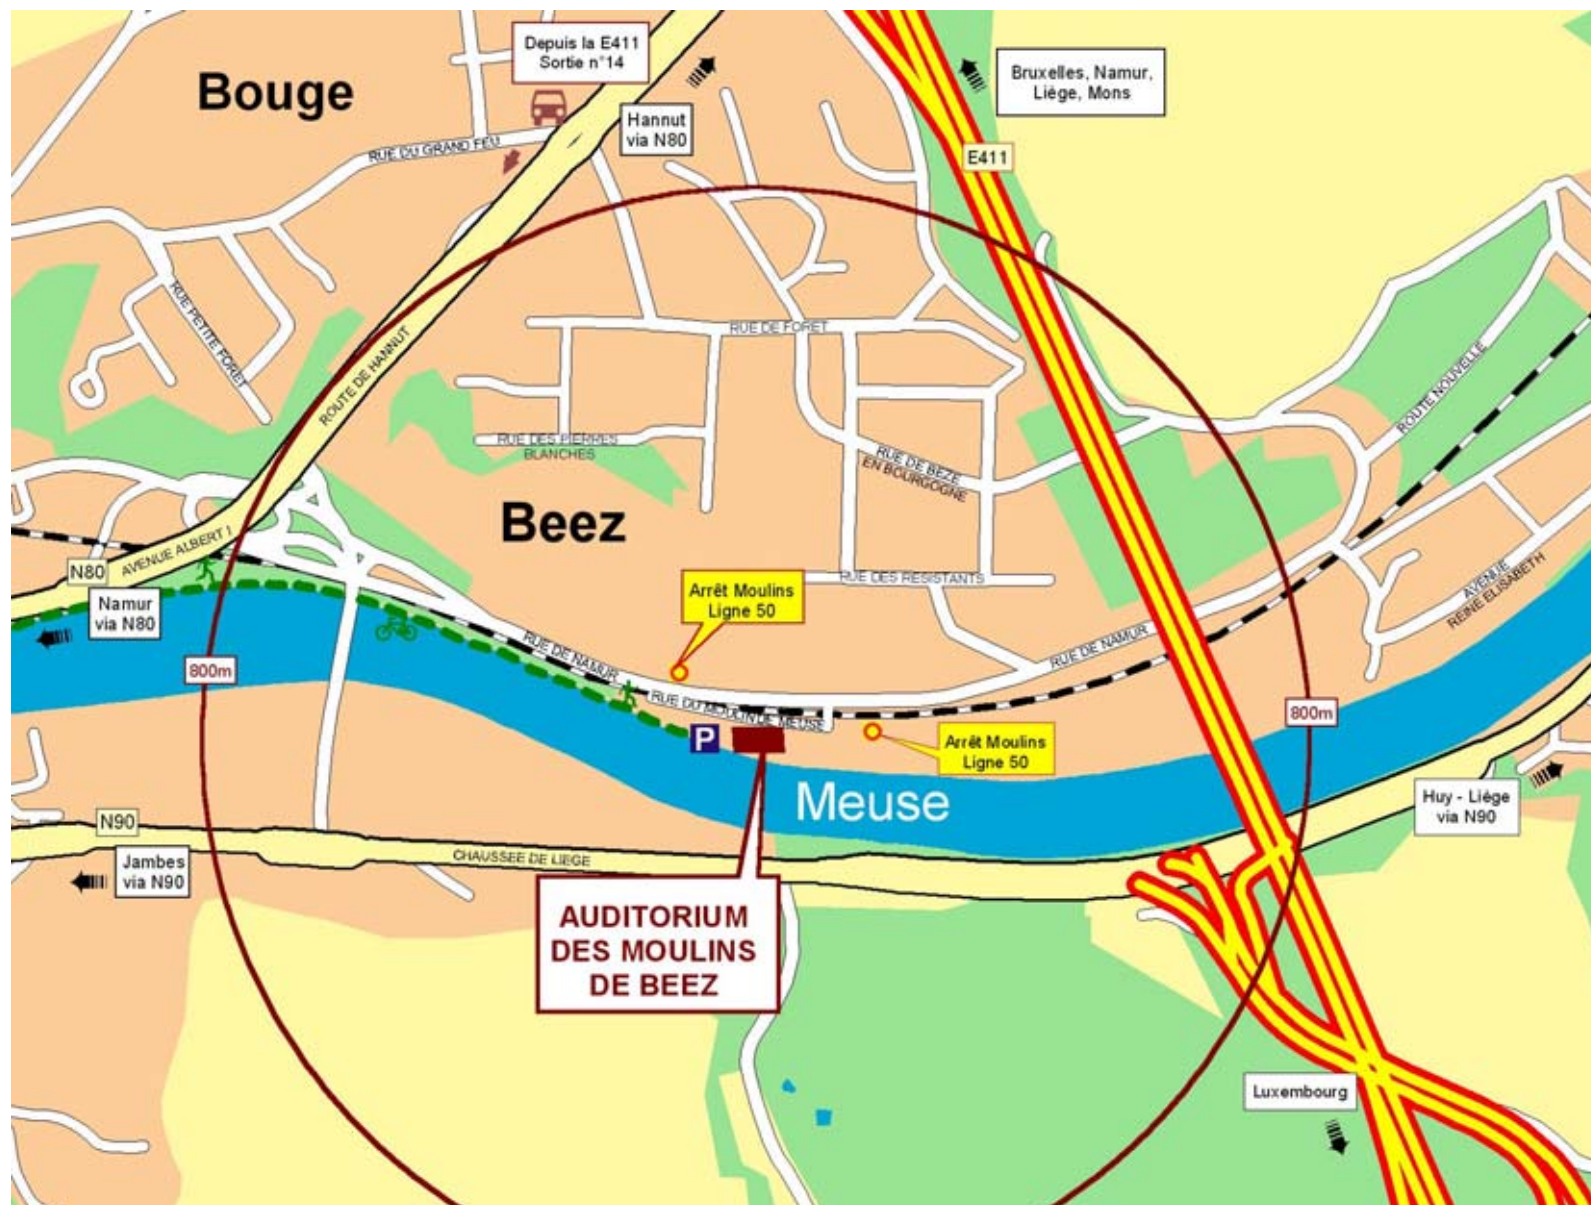 Depuis la E411
Sortie n°14
Bouge
Bruxelles, Namur,
Liège, Mons
Hannut
via N80
RUE DU GRAND FEU
E411
RUE PETITE FORET
ROUTE DE HANNUT
RUE DE FORET
ROUTE NOUVELLE
RUE DES PIERRES
BLANCHES
RUE DE BEZE
EN BOURGOGNE
Beez
AVENUE ALBERT I
N80
Namur
via N80
Arrêt Moulins
Ligne 50
RUE DES RESISTANTS
AVENUE
REINE ELISABETH
RUE DE NAMUR
RUE DE NAMUR
800m
RUE DU MOULIN DE MEUSE
800m
P
Arrêt Moulins
Ligne 50
Meuse
Huy - Liège
via N90
N90
Jambes
via N90
CHAUSSEE DE LIEGE
AUDITORIUM
DES MOULINS
DE BEEZ
Luxembourg